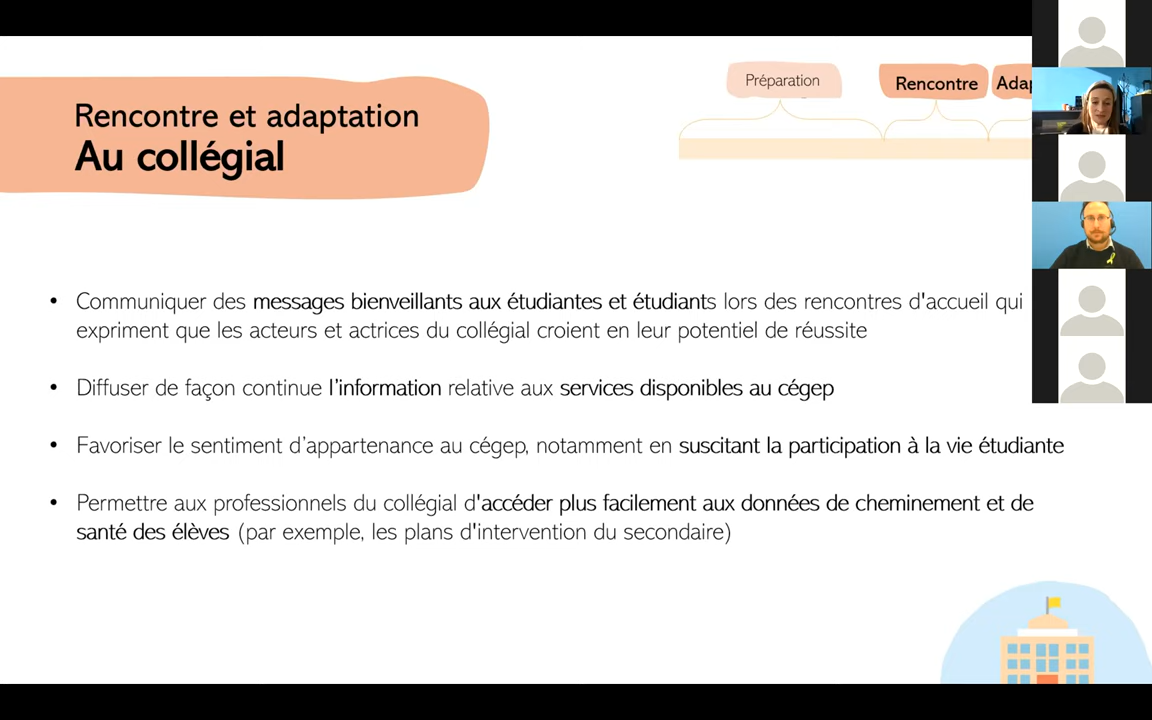 Préparation
Rencontre
Adap
Rencontre et adaptation
Au collégial
• Communiquer des messages bienveillants aux étudiantes et étudiants lors des rencontres d'accueil qui
expriment que les acteurs et actrices du collégial croient en leur potentiel de réussite
• Diffuser de façon continue l'information relative aux services disponibles au cégep
• Favoriser le sentiment d'appartenance au cégep, notamment en suscitant la participation à la vie étudiante
• Permettre aux professionnels du collégial d'accéder plus facilement aux données de cheminement et de
santé des élèves (par exemple, les plans d'intervention du secondaire)